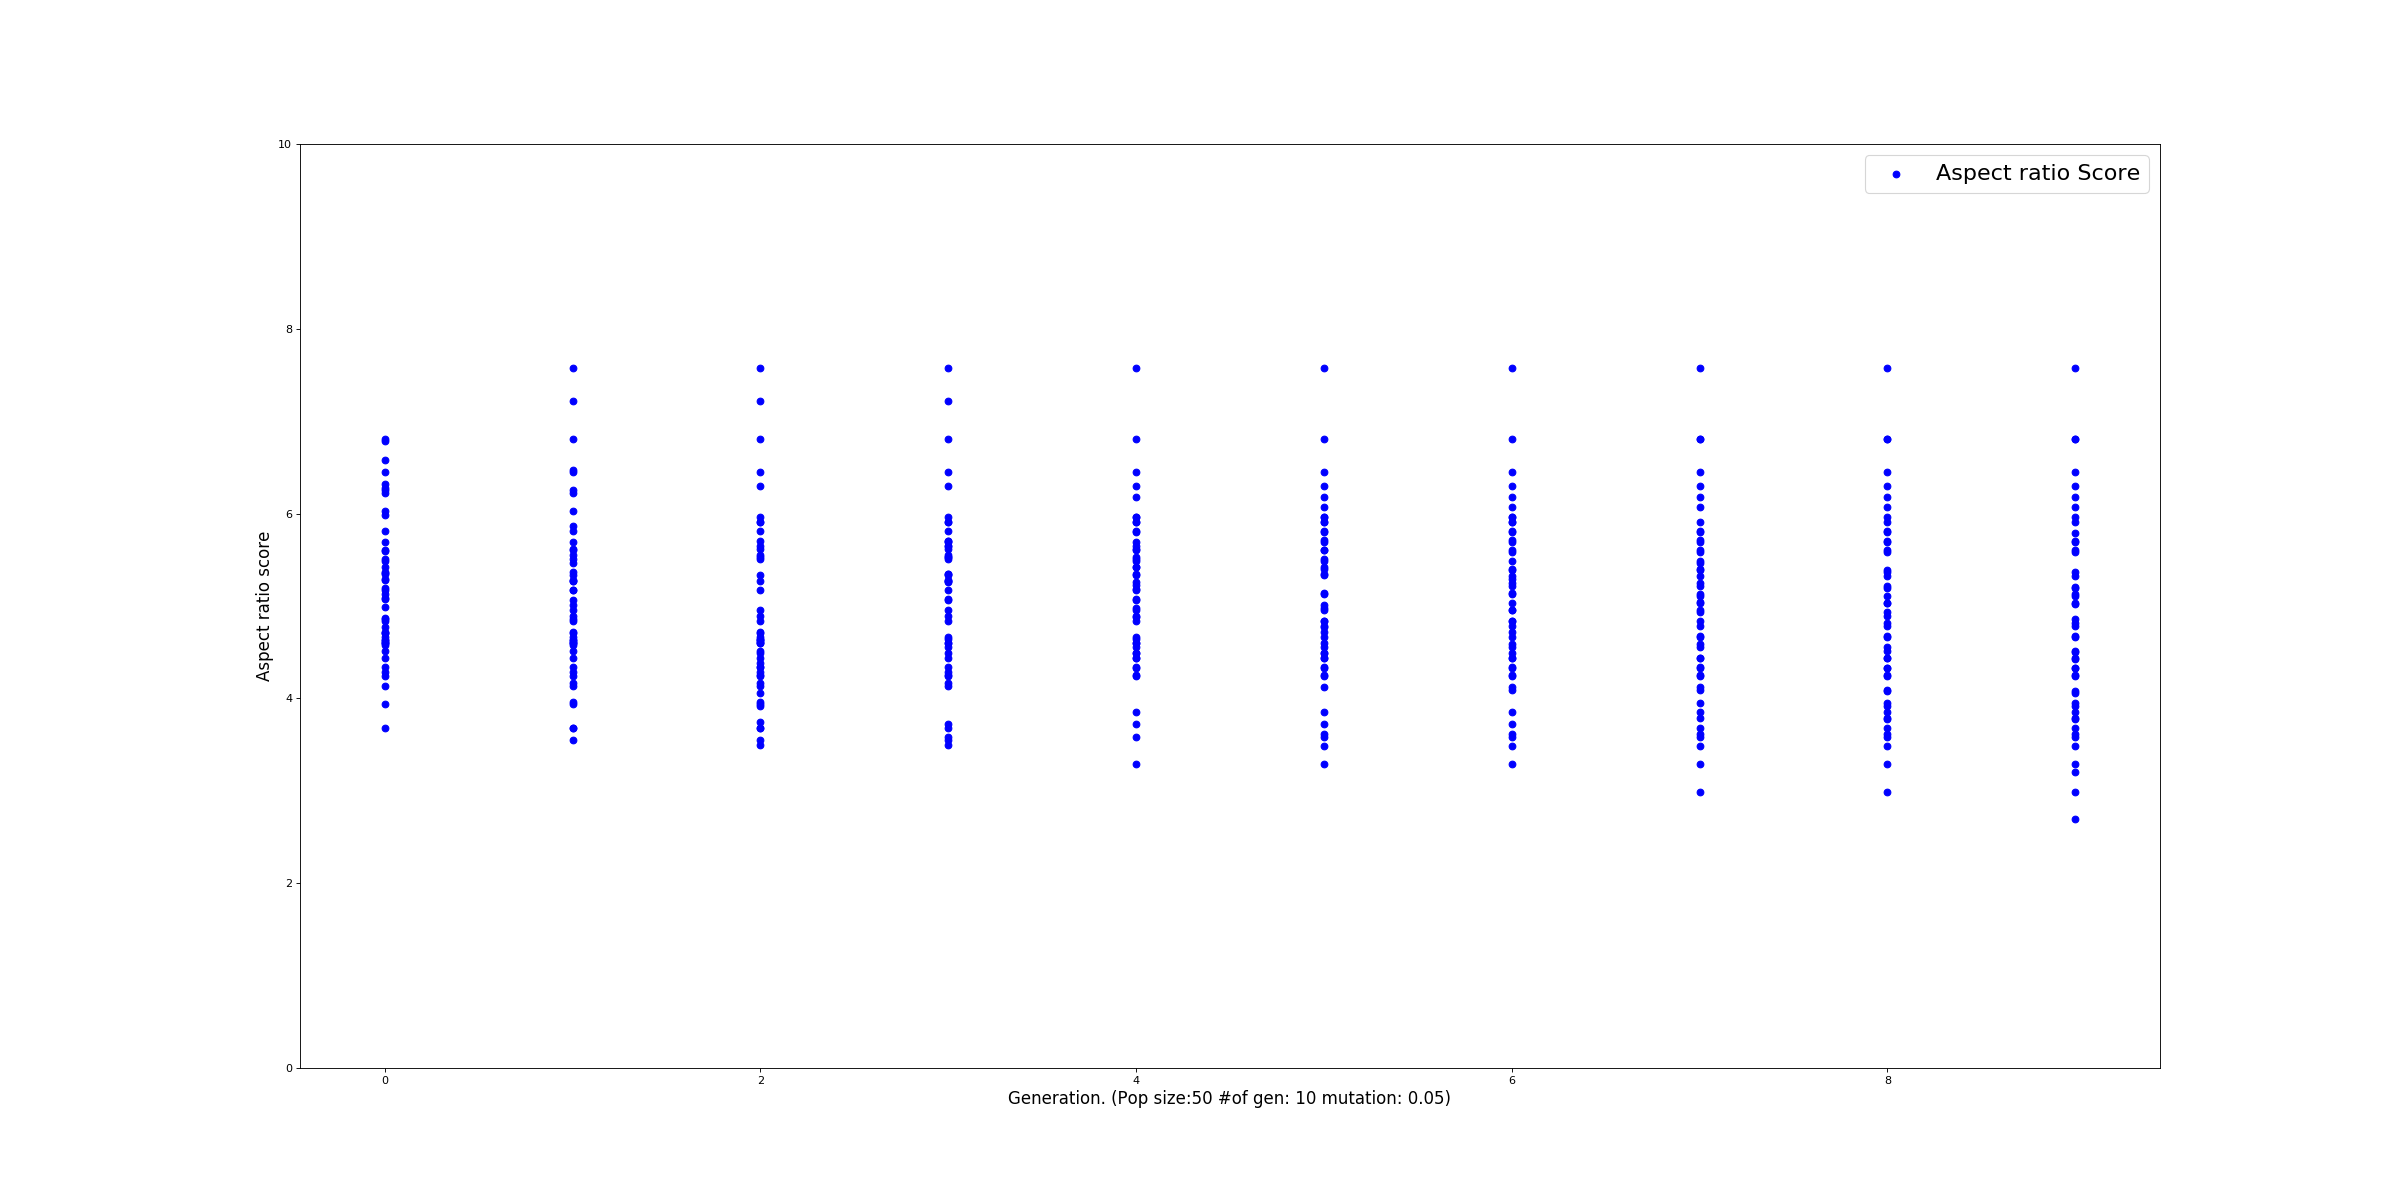 10
8
6
4
2
0
Aspect ratio score
Aspect ratio Score
0 2 4 6 8
Generation. (Pop size:50 #of gen: 10 mutation: 0.05)